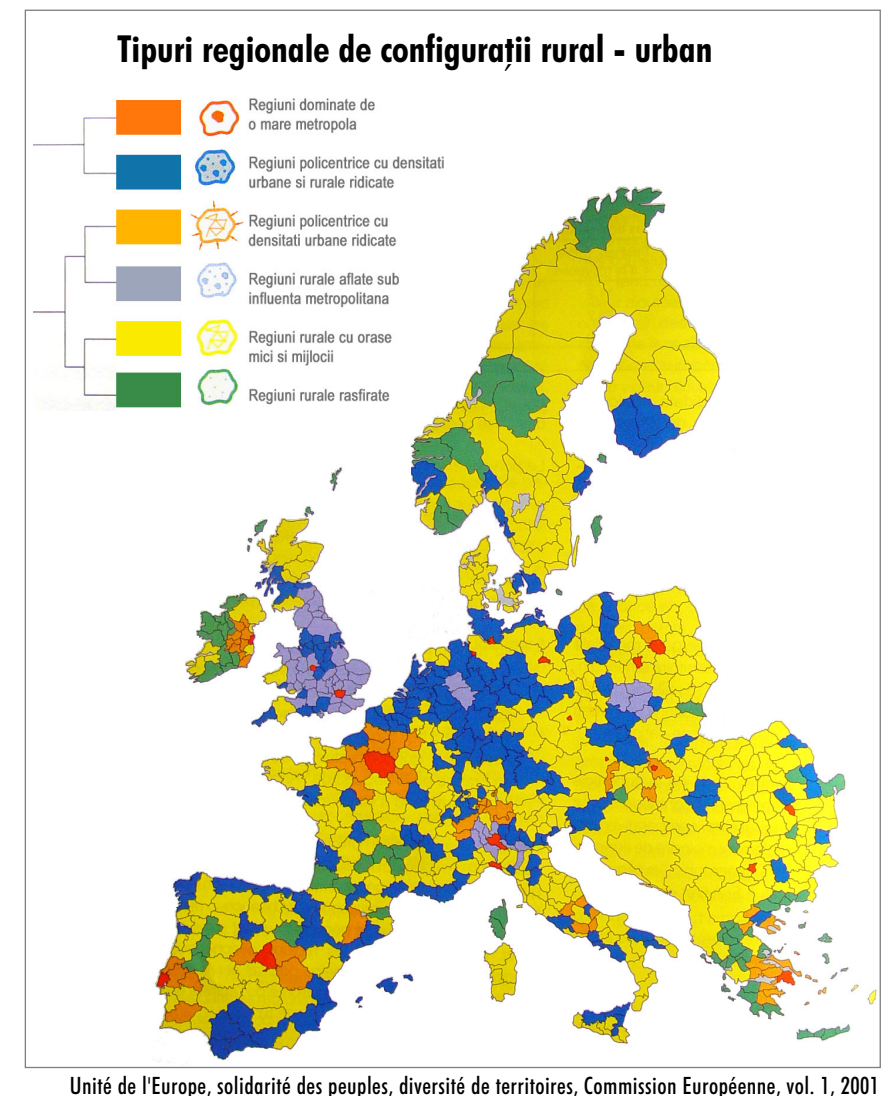 Tipuri regionale de configurații rural - urban
Regiuni dominate de
o mare metropola
Regiuni policentrice cu densitati
urbane si rurale ridicate
Regiuni policentrice cu
densitati urbane ridicate
Regiuni rurale aflate sub
influenta metropolitana
Regiuni rurale cu orase
mici si mijlocii
Regiuni rurale rasfirate
Unité de l'Europe, solidarité des peuples, diversité de territoires, Commission Européenne, vol. 1, 2001